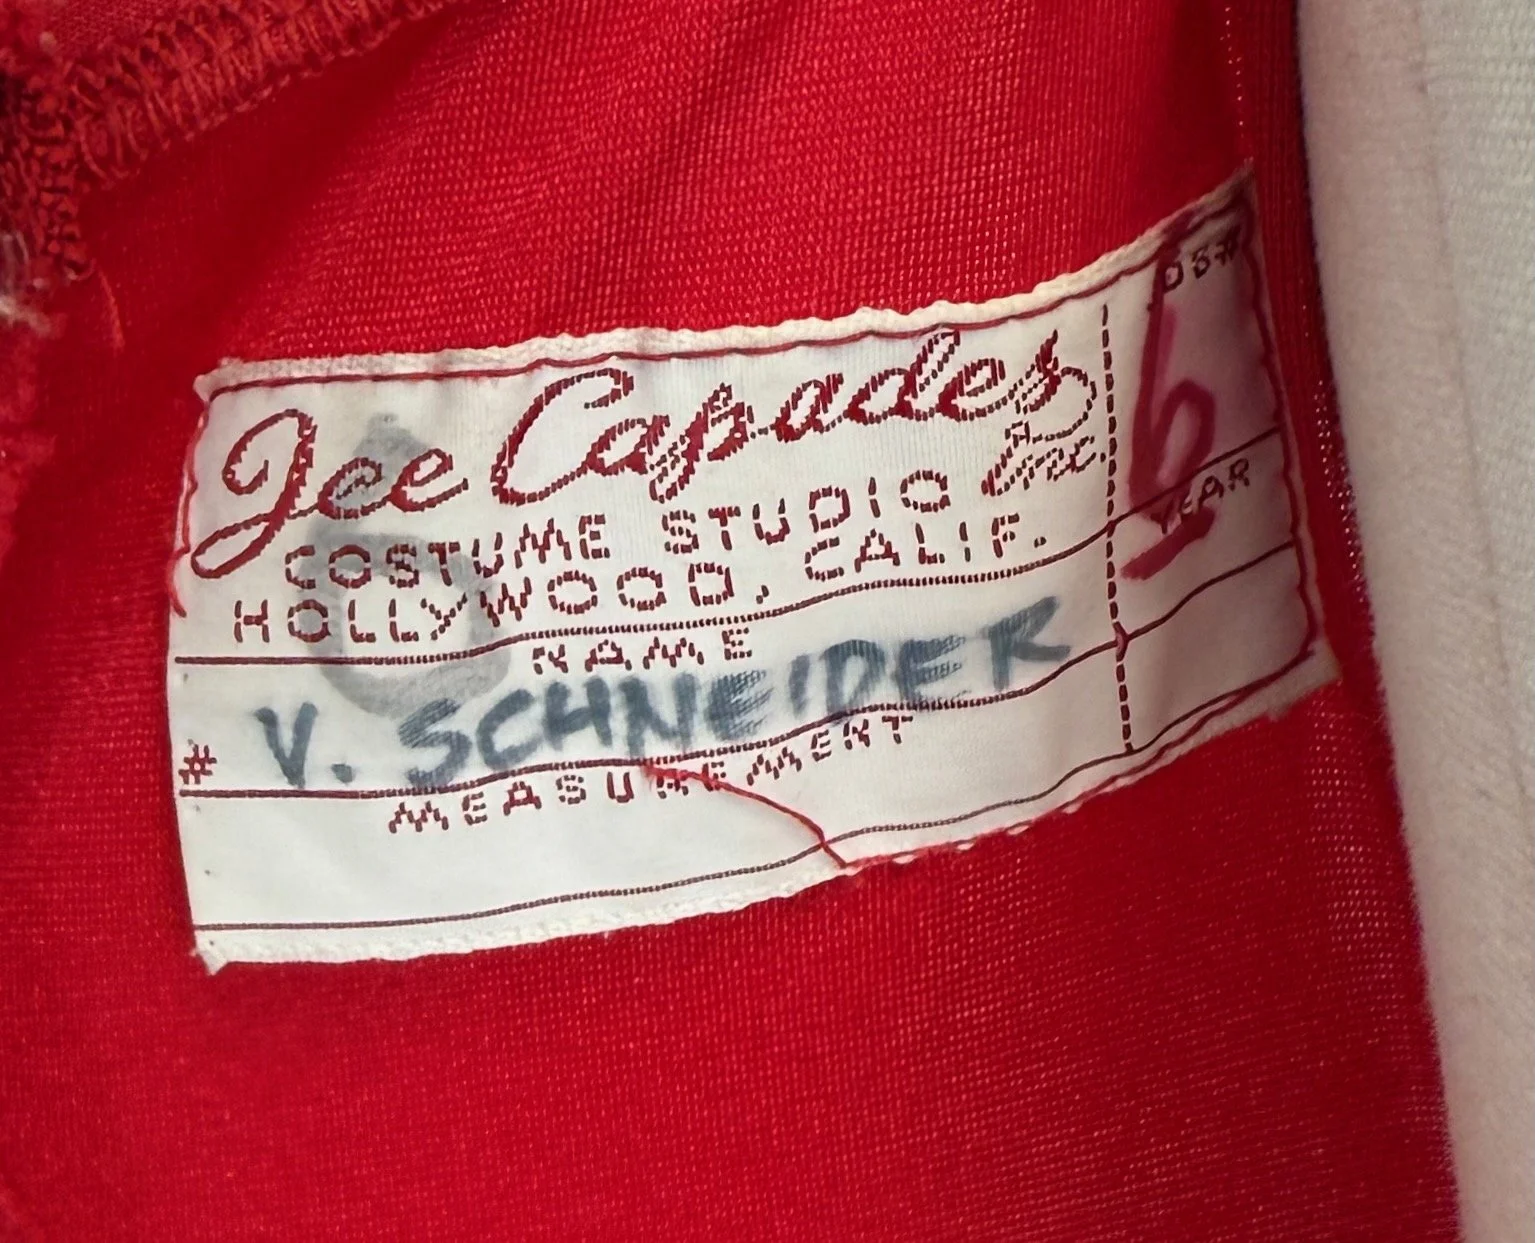 Ice Capades Inc.
COSTUME STUDIO
HOLLYWOOD, CALIF.
6
YEAR
NAME
# V. SCHNEIDER
MEASUREMENT